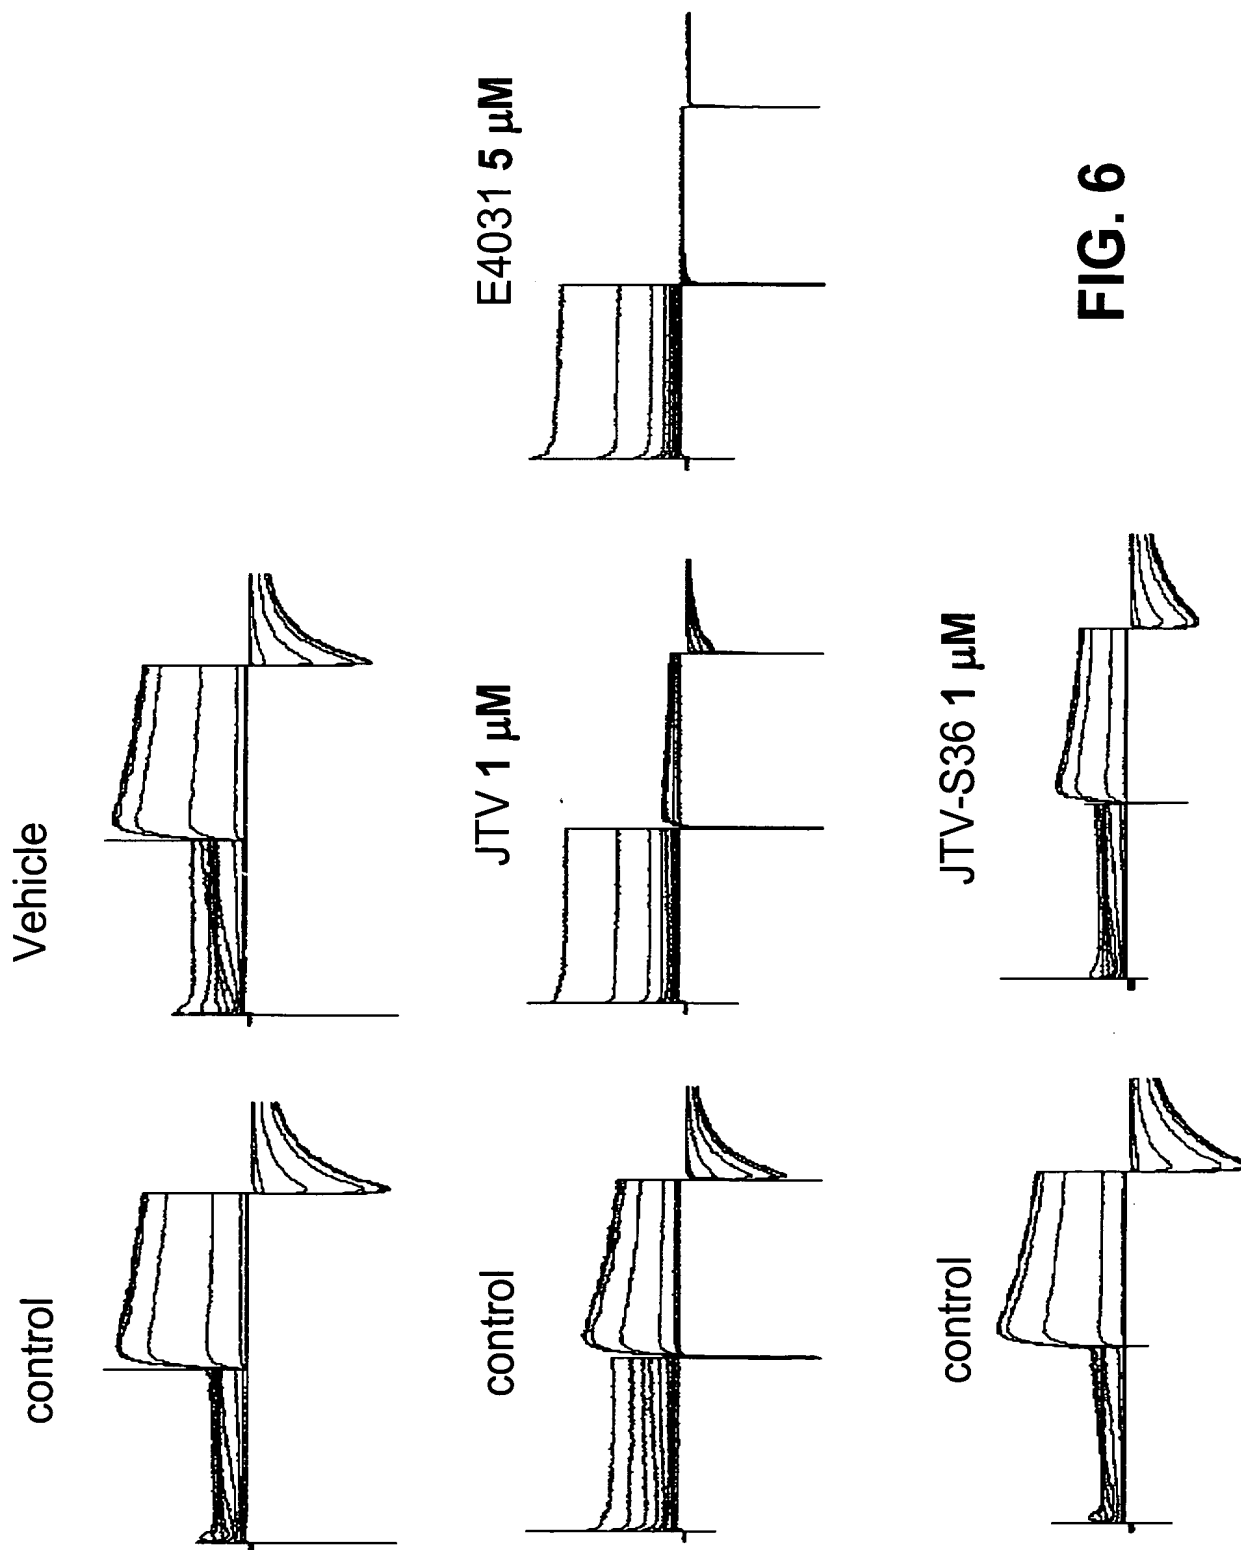 control
Vehicle
control
JTV 1 µM
E4031 5 µM
control
JTV-S36 1 µM
FIG. 6